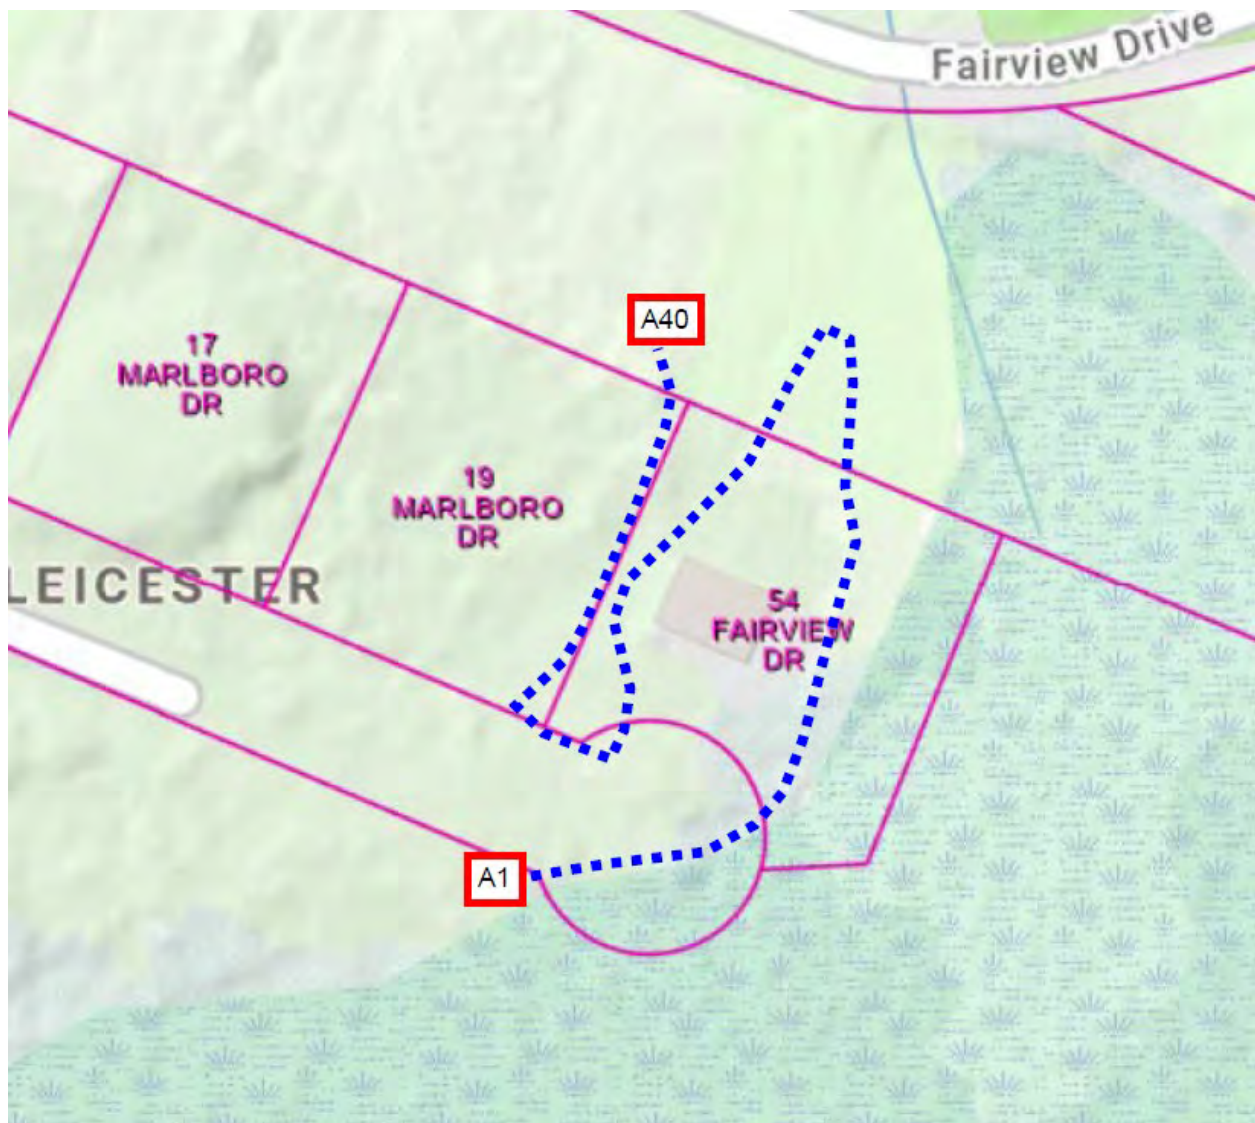 Fairview Drive
A40
17
MARLBORO
DR
19
MARLBORO
DR
LEICESTER
54
FAIRVIEW
DR
A1